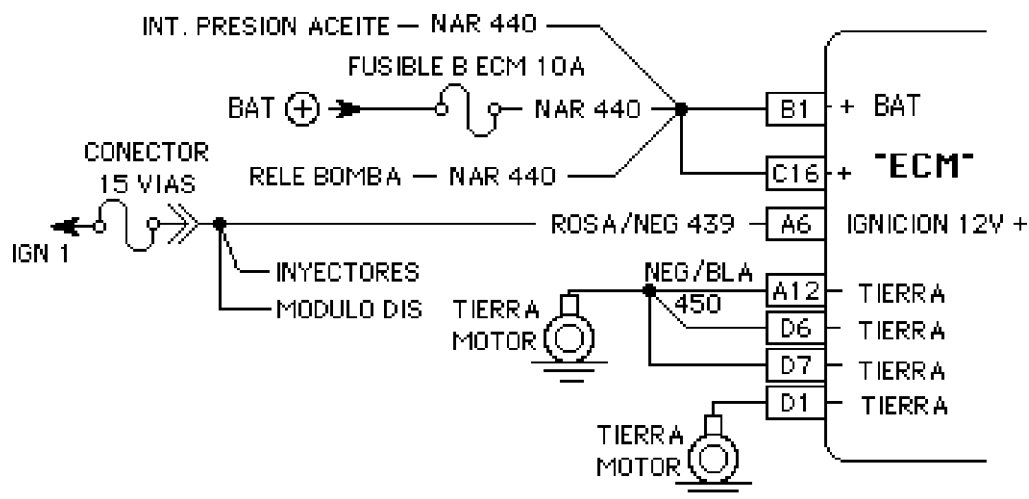 INT. PRESION ACEITE — NAR 440
FUSIBLE B ECM 10A
BAT + NAR 440 B1 + BAT
RELE BOMBA — NAR 440 C16 + "ECM"
CONECTOR
15 VIAS
IGN 1
ROSA/NEG 439 — A6 IGNICION 12V +
INYECTORES
MODULO DIS
NEG/BLA
450
TIERRA
MOTOR
A12 TIERRA
D6 TIERRA
D7 TIERRA
D1 TIERRA
TIERRA
MOTOR